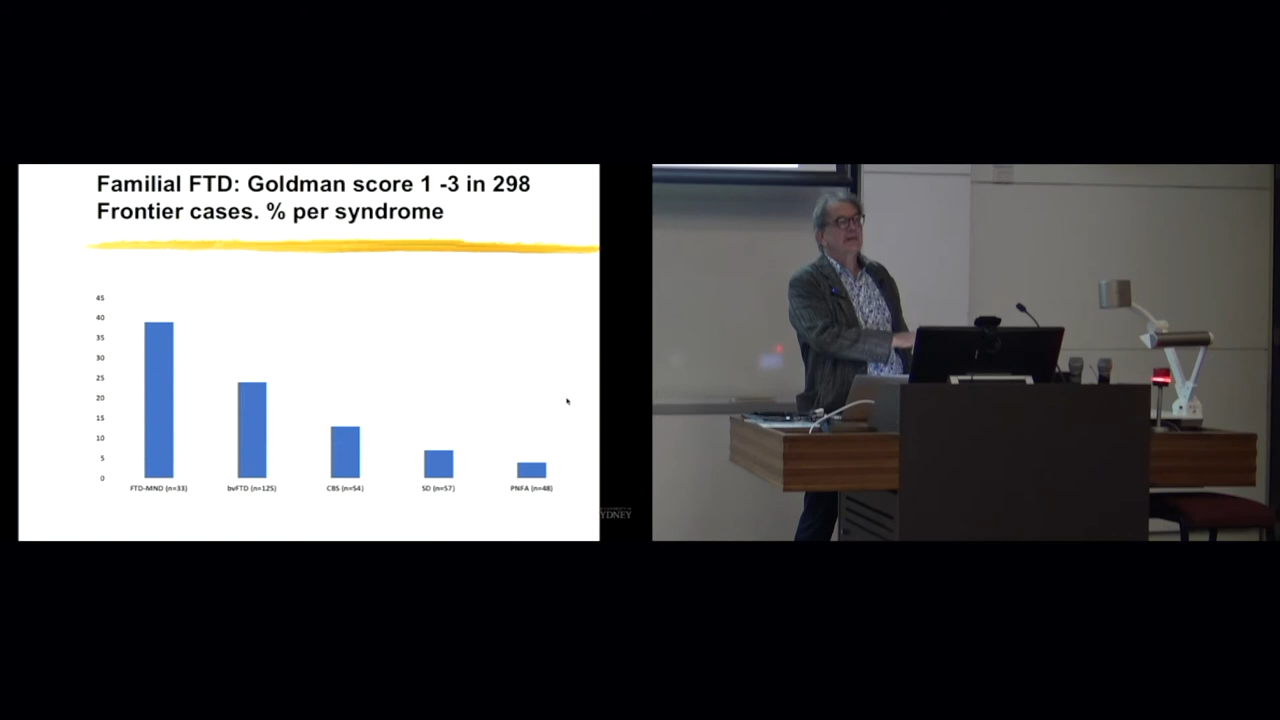 Familial FTD: Goldman score 1 -3 in 298
Frontier cases. % per syndrome
45
40
35
30
25
20
15
10
5
0
FTD-MND (n=33)
bvFTD (n=125)
CBS (n=54)
SD (n=57)
PNFA (n=48)
YDNEY